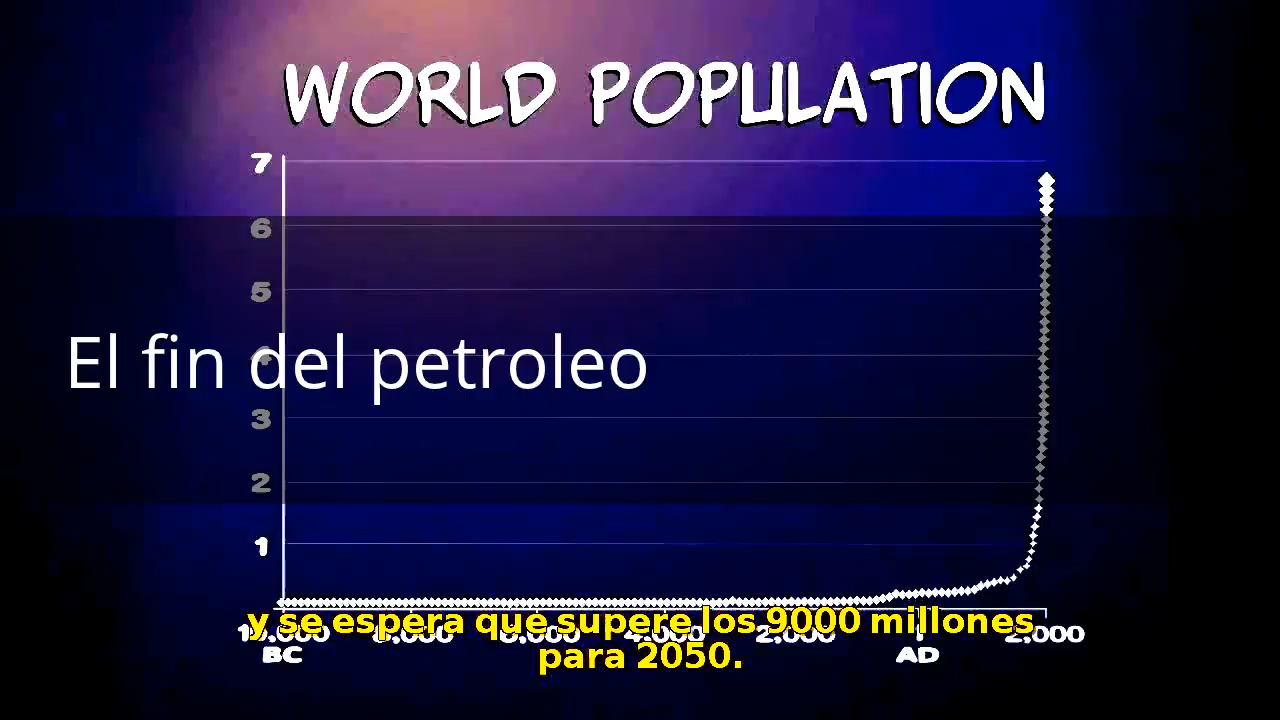 WORLD POPULATION
7
6
5
El fin del petroleo
3
2
1
y se espera que supere los 9000 millones
2.000
BC
para 2050.
AD